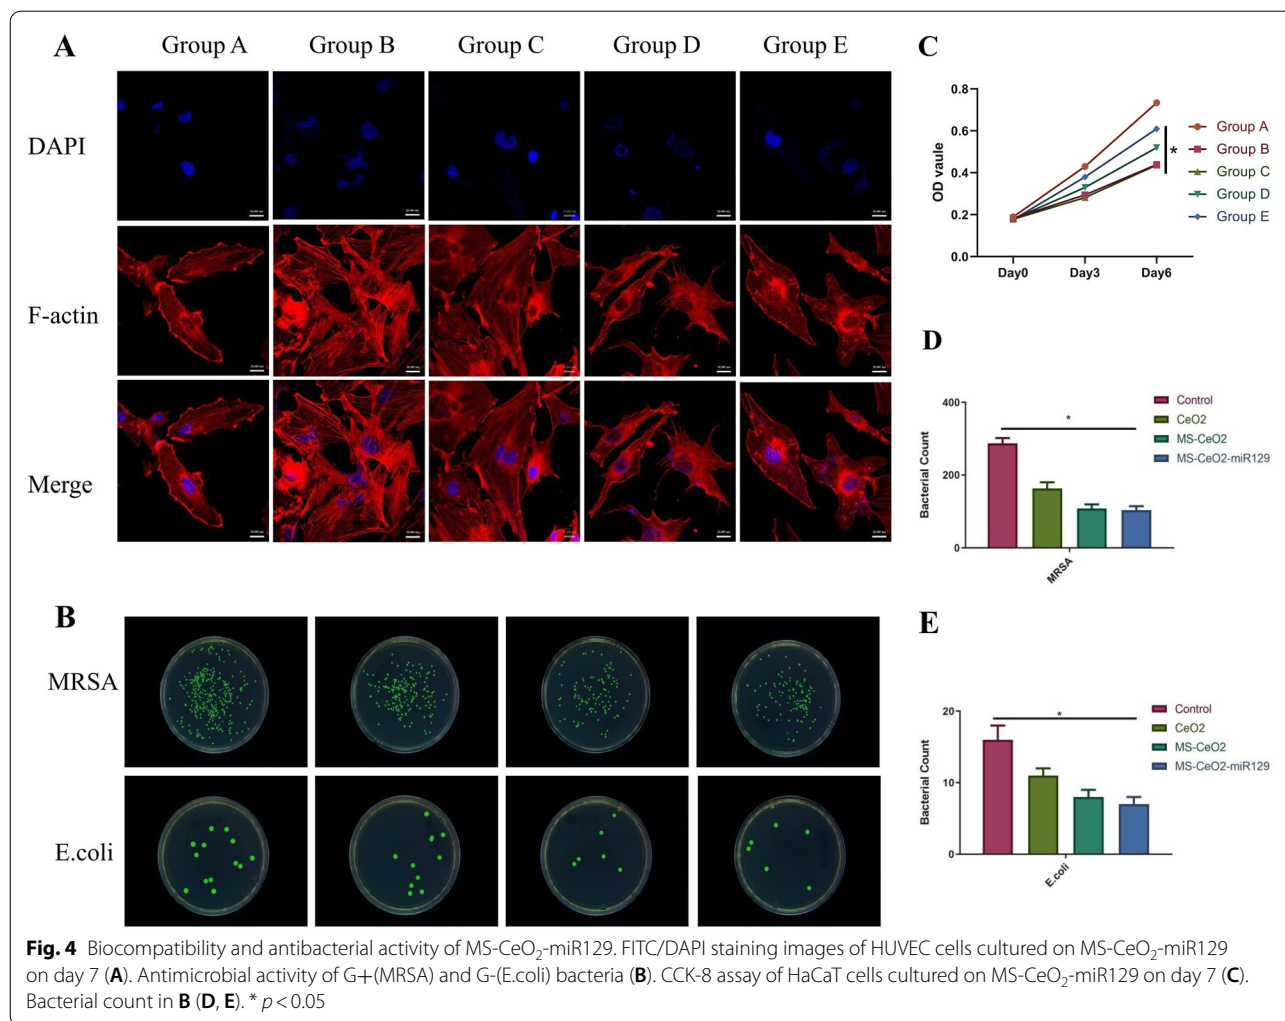 A
Group A Group B Group C Group D Group E
DAPI
F-actin
Merge
C
OD vaule
0.8
0.6
0.4
0.2
0.0
Day0 Day3 Day6
*
Group A
Group B
Group C
Group D
Group E
D
Bacterial Count
400
200
0
*
MRSA
Control
CeO2
MS-CeO2
MS-CeO2-miR129
B
MRSA
E.coli
E
Bacterial Count
20
10
0
*
E.coli
Control
CeO2
MS-CeO2
MS-CeO2-miR129
Fig. 4 Biocompatibility and antibacterial activity of MS-CeO₂-miR129. FITC/DAPI staining images of HUVEC cells cultured on MS-CeO₂-miR129
on day 7 (A). Antimicrobial activity of G+(MRSA) and G-(E.coli) bacteria (B). CCK-8 assay of HaCaT cells cultured on MS-CeO₂-miR129 on day 7 (C).
Bacterial count in B (D, E). * p < 0.05